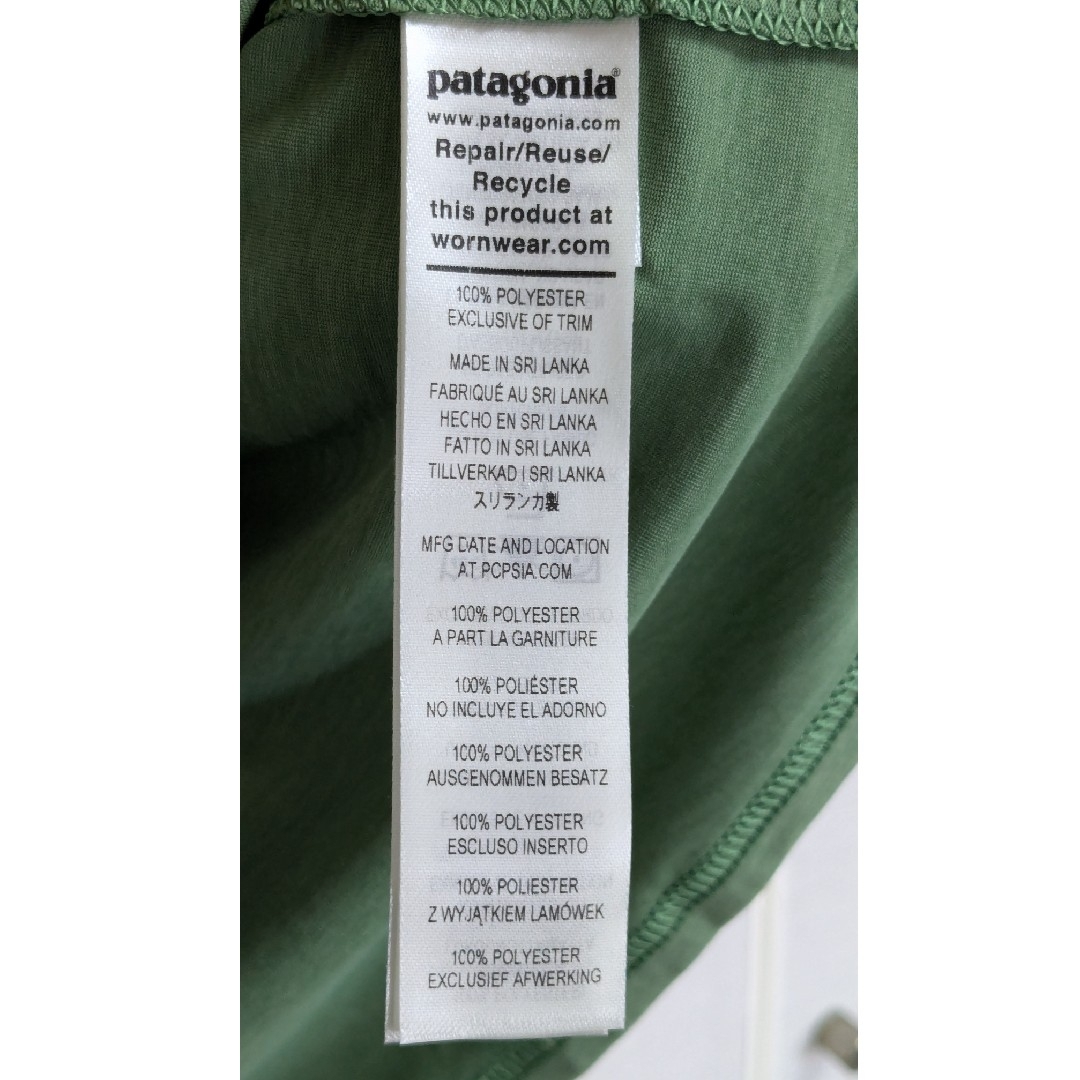 patagonia®
www.patagonia.com
Repair/Reuse/
Recycle
this product at
wornwear.com
100% POLYESTER
EXCLUSIVE OF TRIM
MADE IN SRI LANKA
FABRIQUÉ AU SRI LANKA
HECHO EN SRI LANKA
FATTO IN SRI LANKA
TILLVERKAD I SRI LANKA
スリランカ製
MFG DATE AND LOCATION
AT PCPSIA.COM
100% POLYESTER
A PART LA GARNITURE
100% POLIÉSTER
NO INCLUYE EL ADORNO
100% POLYESTER
AUSGENOMMEN BESATZ
100% POLYESTER
ESCLUSO INSERTO
100% POLIESTER
Z WYJĄTKIEM LAMÓWEK
100% POLYESTER
EXCLUSIEF AFWERKING